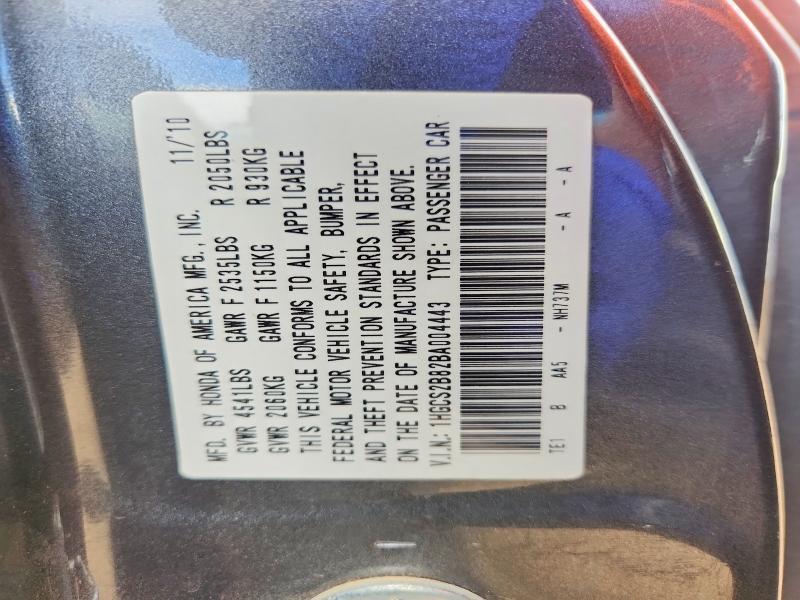 MFD. BY HONDA OF AMERICA MFG., INC. 11/10
GVWR 4541LBS GAWR F 2535LBS R 2050LBS
GVWR 2060KG GAWR F 1150KG R 930KG
THIS VEHICLE CONFORMS TO ALL APPLICABLE
FEDERAL MOTOR VEHICLE SAFETY, BUMPER,
AND THEFT PREVENTION STANDARDS IN EFFECT
ON THE DATE OF MANUFACTURE SHOWN ABOVE.
V.I.N.: 1HGCS2B82BA004443 TYPE: PASSENGER CAR
TE1 B AA5 - NH737M - A - A